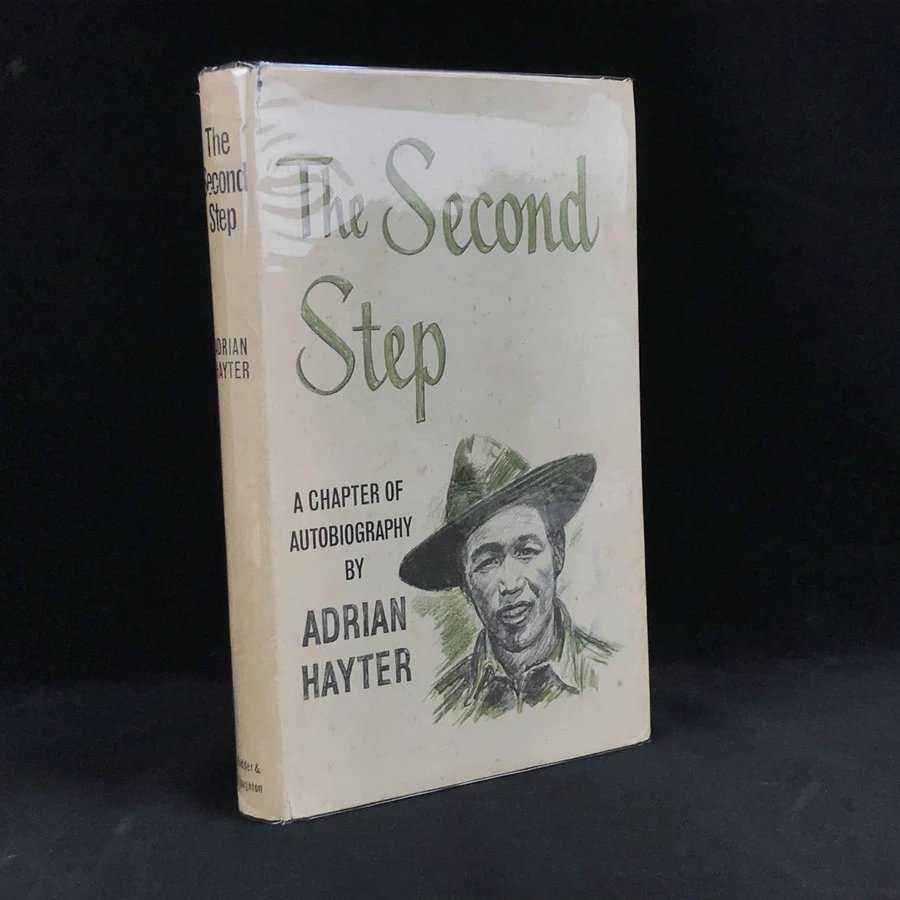 The
Second
Step
ADRIAN
HAYTER
The Second
Step
A CHAPTER OF
AUTOBIOGRAPHY
BY
ADRIAN
HAYTER